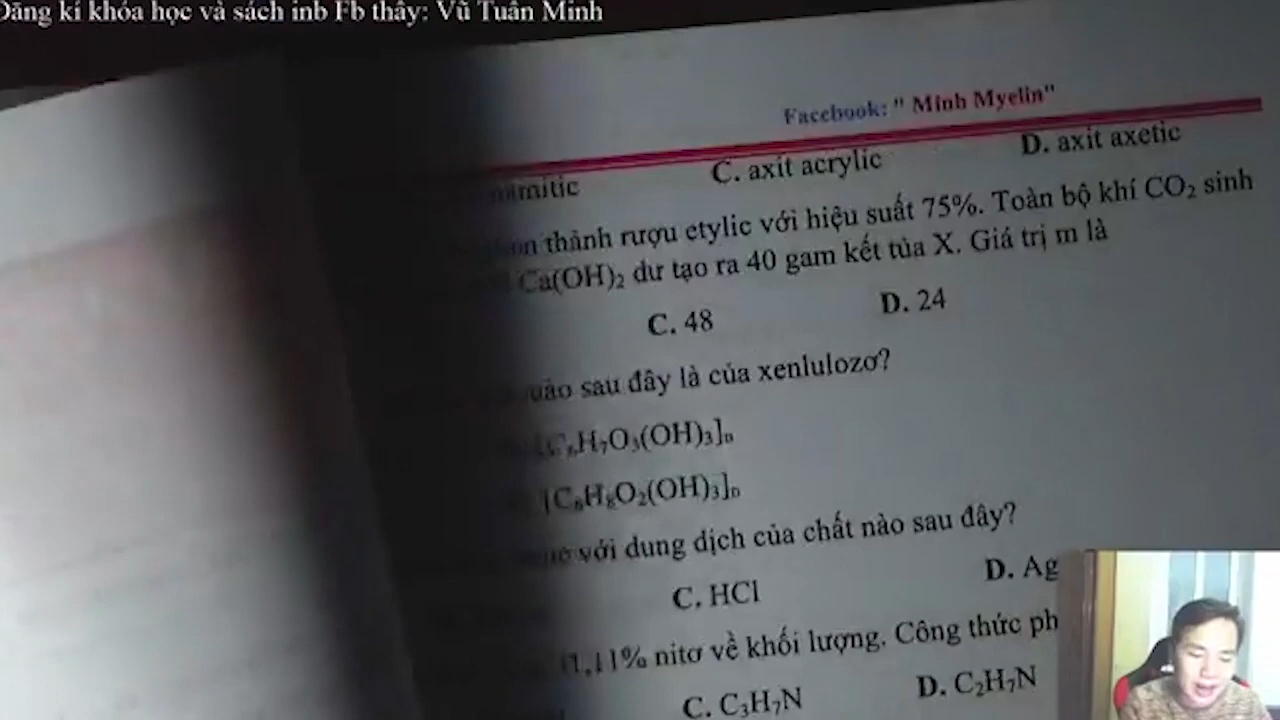 Đăng kí khóa học và sách inb Fb thầy: Vũ Tuấn Minh
Facebook: " Minh Myelin"
C. axit acrylic
D. axit axetic
thành rượu etylic với hiệu suất 75%. Toàn bộ khí CO₂ sinh
Ca(OH)₂ dư tạo ra 40 gam kết tủa X. Giá trị m là
C. 48
D. 24
sau đây là của xenlulozơ?
[C₆H₇O₃(OH)₃]ₙ
[C₆H₈O₂(OH)₃]ₙ
với dung dịch của chất nào sau đây?
C. HCl
D. Ag
nitơ về khối lượng. Công thức ph
C. C₃H₇N
D. C₂H₇N